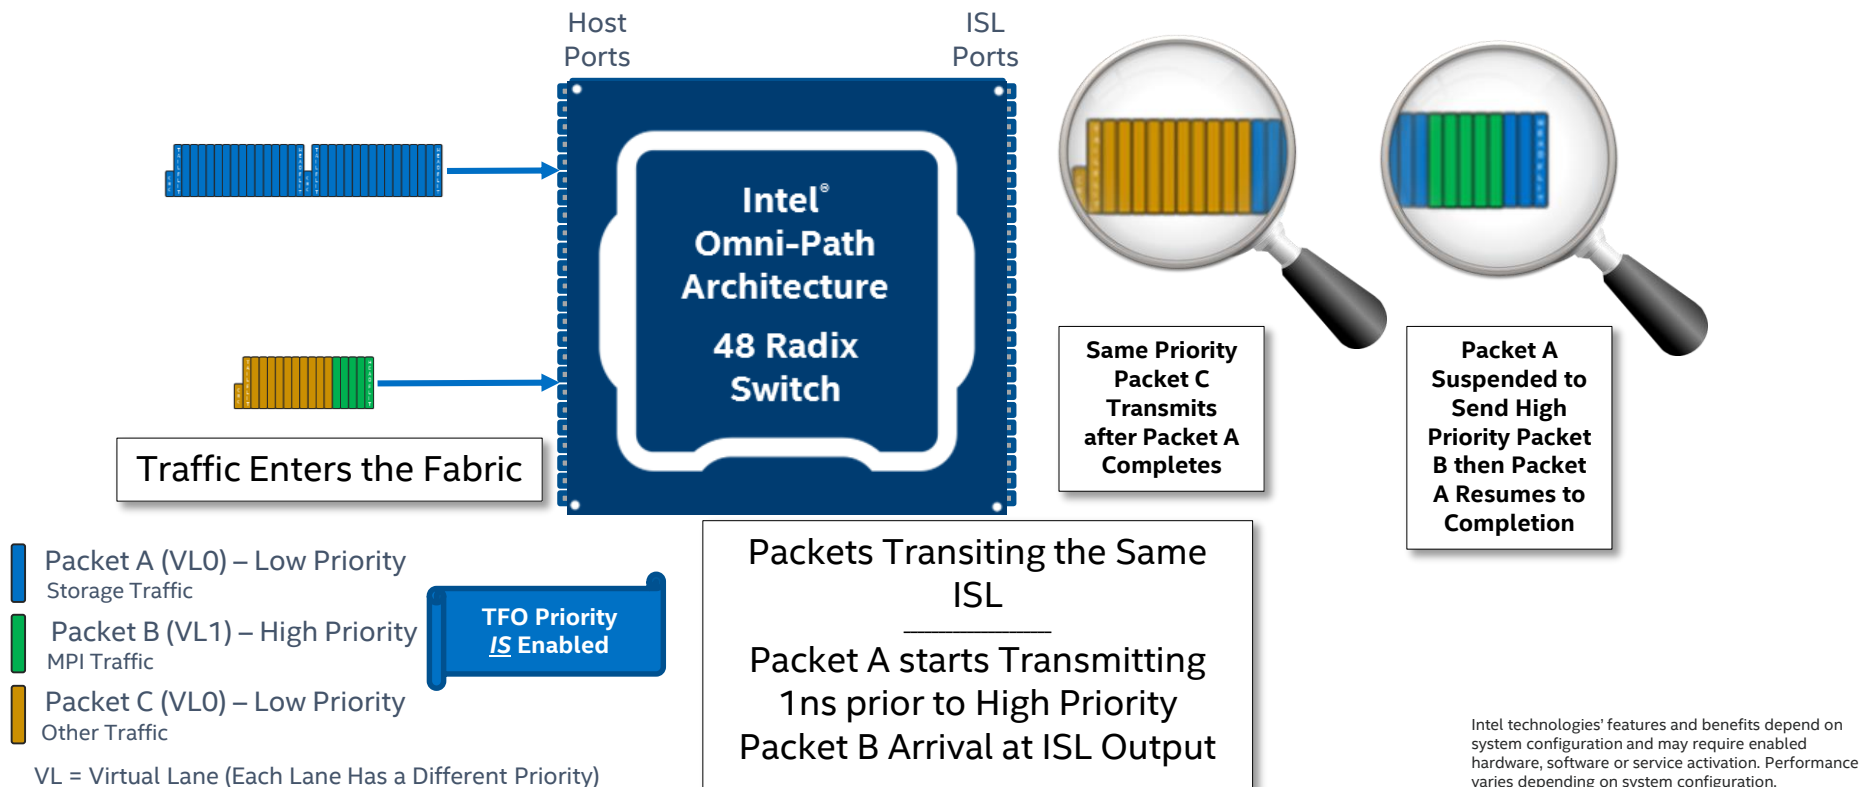 Host
Ports
ISL
Ports
Intel®
Omni-Path
Architecture
48 Radix
Switch
Traffic Enters the Fabric
Same Priority
Packet C
Transmits
after Packet A
Completes
Packet A
Suspended to
Send High
Priority Packet
B then Packet
A Resumes to
Completion
Packet A (VL0) – Low Priority
Storage Traffic
Packet B (VL1) – High Priority
MPI Traffic
Packet C (VL0) – Low Priority
Other Traffic
VL = Virtual Lane (Each Lane Has a Different Priority)
TFO Priority
IS Enabled
Packets Transiting the Same
ISL
Packet A starts Transmitting
1ns prior to High Priority
Packet B Arrival at ISL Output
Intel technologies' features and benefits depend on
system configuration and may require enabled
hardware, software or service activation. Performance
varies depending on system configuration.